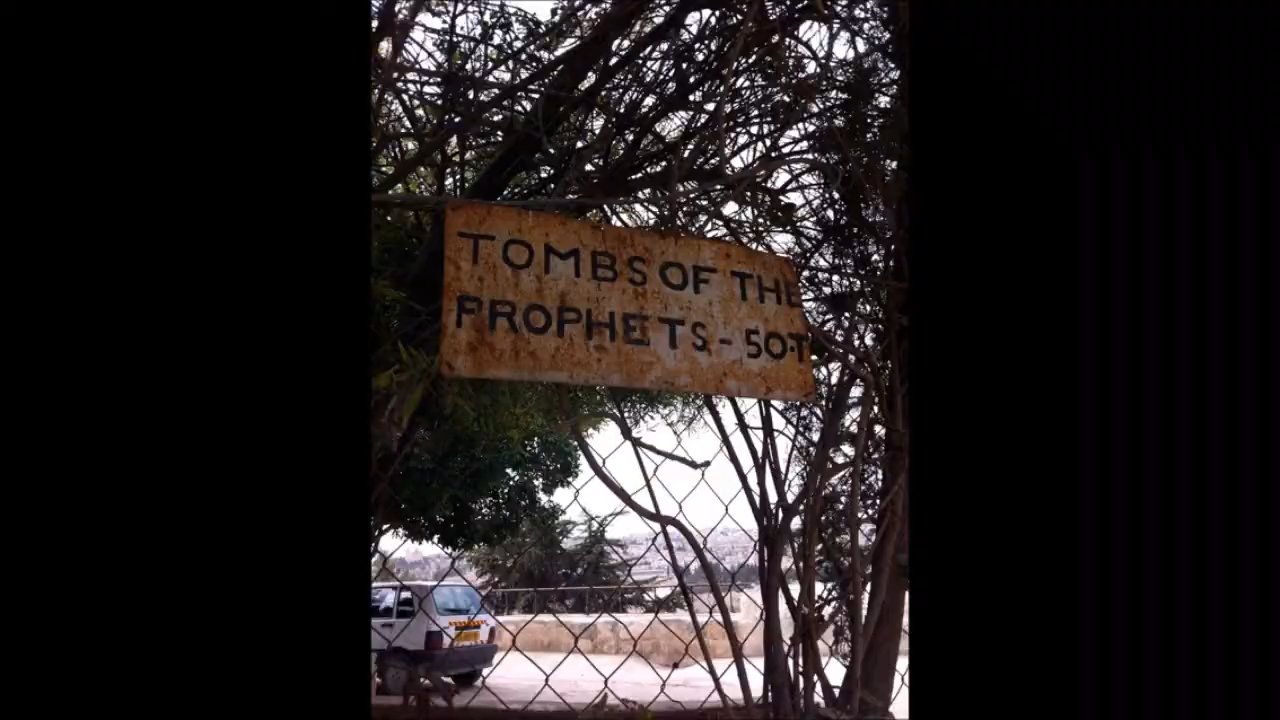 TOMBS OF THE
PROPHETS - 50•T